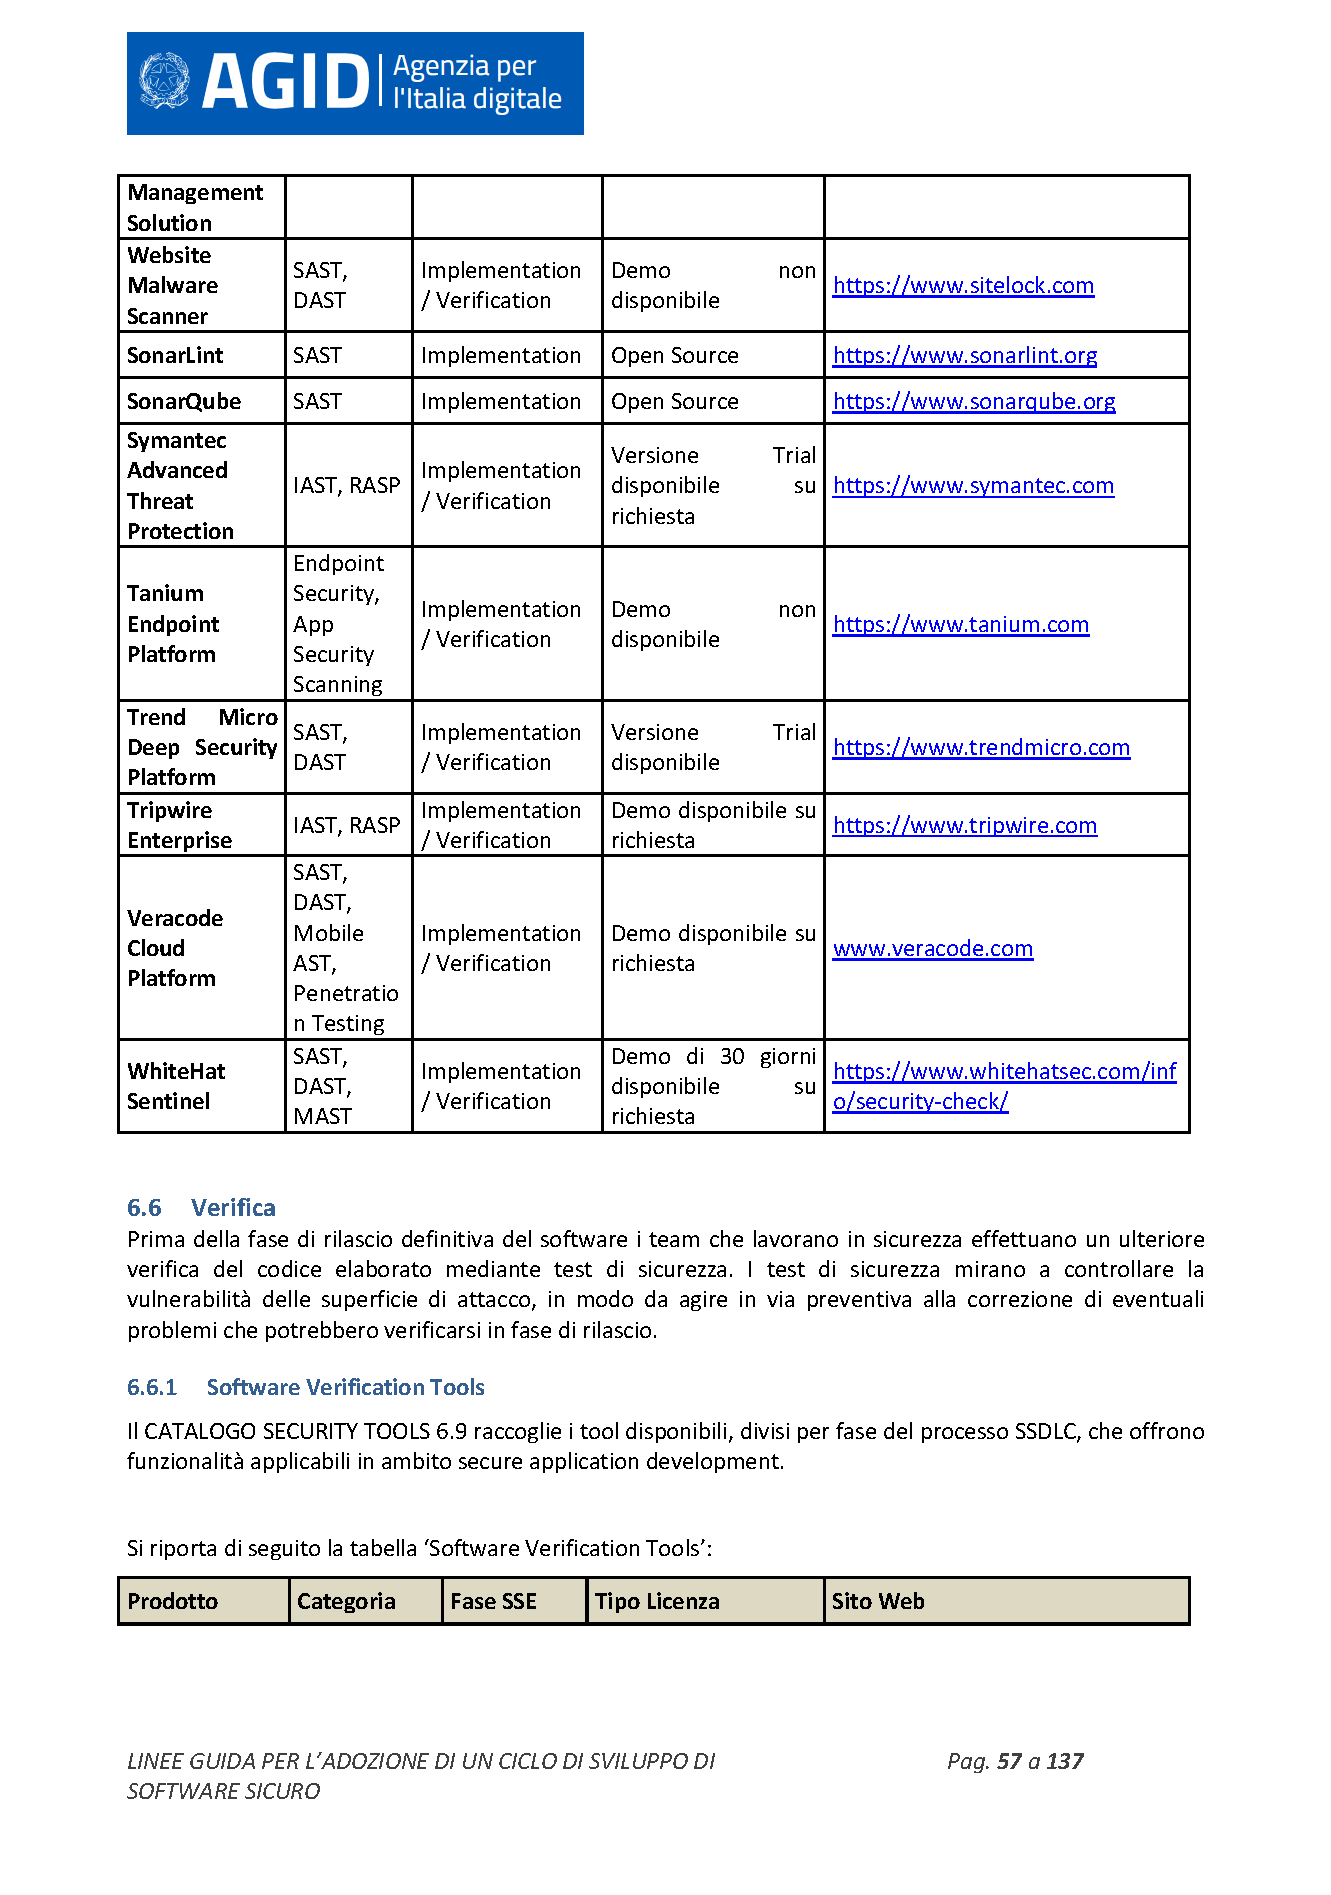 AGID Agenzia per
l'Italia digitale
Management
Solution
Website
Malware
Scanner
SAST,
DAST
Implementation
/ Verification
Demo non
disponibile
https://www.sitelock.com
SonarLint SAST Implementation Open Source https://www.sonarlint.org
SonarQube SAST Implementation Open Source https://www.sonarqube.org
Symantec
Advanced
Threat
Protection
IAST, RASP
Implementation
/ Verification
Versione Trial
disponibile su
richiesta
https://www.symantec.com
Tanium
Endpoint
Platform
Endpoint
Security,
App
Security
Scanning
Implementation
/ Verification
Demo non
disponibile
https://www.tanium.com
Trend Micro
Deep Security
Platform
SAST,
DAST
Implementation
/ Verification
Versione Trial
disponibile
https://www.trendmicro.com
Tripwire
Enterprise
IAST, RASP
Implementation
/ Verification
Demo disponibile su
richiesta
https://www.tripwire.com
Veracode
Cloud
Platform
SAST,
DAST,
Mobile
AST,
Penetratio
n Testing
Implementation
/ Verification
Demo disponibile su
richiesta
www.veracode.com
WhiteHat
Sentinel
SAST,
DAST,
MAST
Implementation
/ Verification
Demo di 30 giorni
disponibile su
richiesta
https://www.whitehatsec.com/inf
o/security-check/
6.6 Verifica
Prima della fase di rilascio definitiva del software i team che lavorano in sicurezza effettuano un ulteriore
verifica del codice elaborato mediante test di sicurezza. I test di sicurezza mirano a controllare la
vulnerabilità delle superficie di attacco, in modo da agire in via preventiva alla correzione di eventuali
problemi che potrebbero verificarsi in fase di rilascio.
6.6.1 Software Verification Tools
Il CATALOGO SECURITY TOOLS 6.9 raccoglie i tool disponibili, divisi per fase del processo SSDLC, che offrono
funzionalità applicabili in ambito secure application development.
Si riporta di seguito la tabella ‘Software Verification Tools’:
Prodotto Categoria Fase SSE Tipo Licenza Sito Web
LINEE GUIDA PER L’ADOZIONE DI UN CICLO DI SVILUPPO DI
SOFTWARE SICURO
Pag. 57 a 137